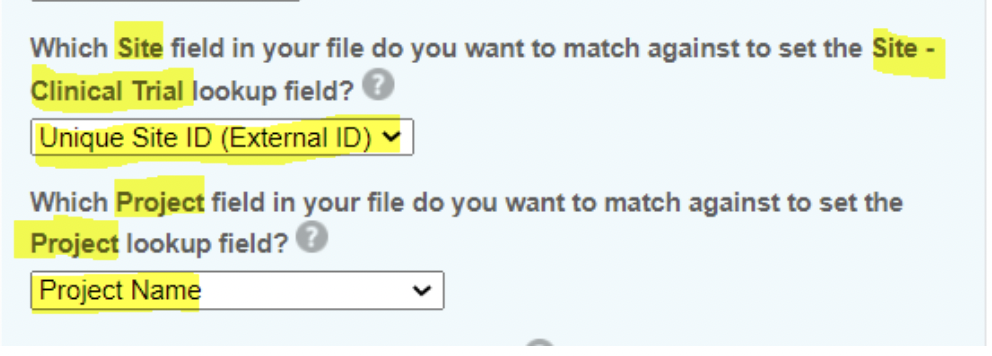 Which Site field in your file do you want to match against to set the Site -
Clinical Trial lookup field? ?
Unique Site ID (External ID)
Which Project field in your file do you want to match against to set the
Project lookup field? ?
Project Name